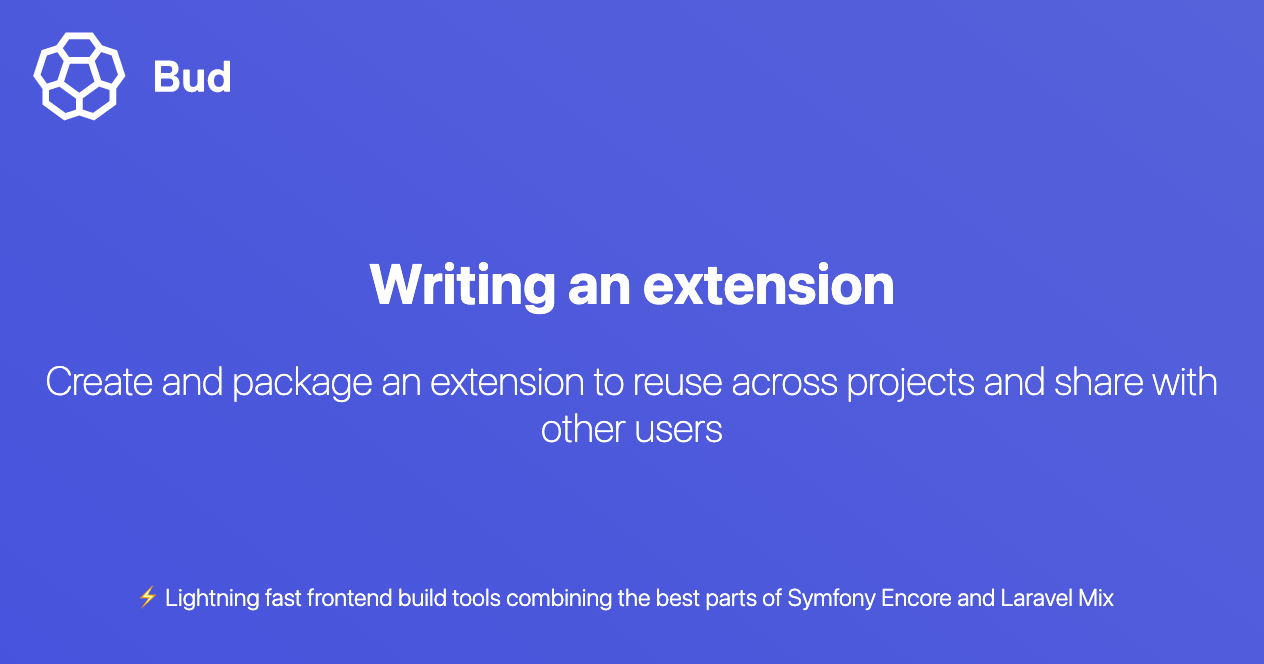 Bud
Writing an extension
Create and package an extension to reuse across projects and share with
other users
⚡ Lightning fast frontend build tools combining the best parts of Symfony Encore and Laravel Mix